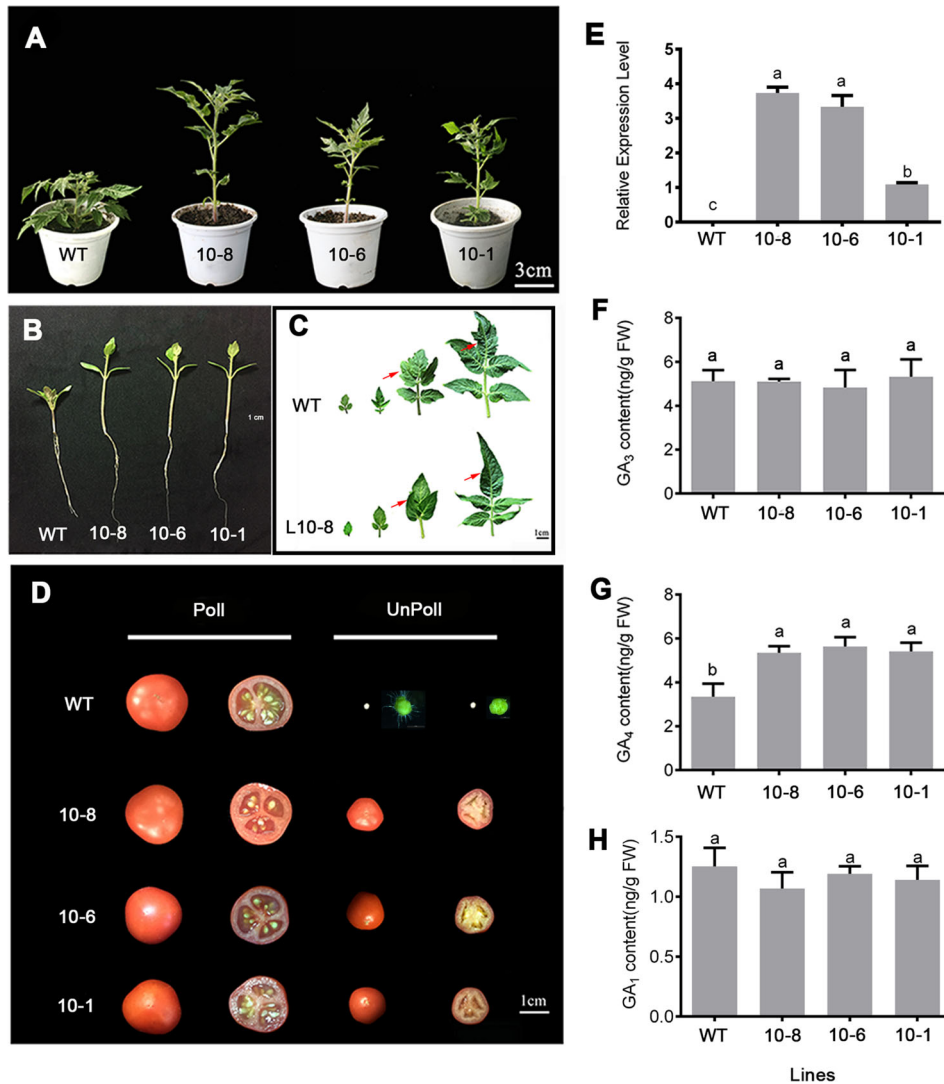 A
WT
10-8
10-6
10-1
3cm
B
1 cm
WT
10-8
10-6
10-1
C
WT
L10-8
1cm
D
Poll
UnPoll
WT
10-8
10-6
10-1
1cm
E
Relative Expression Level
5
4
3
2
1
0
c
a
a
b
WT
10-8
10-6
10-1
F
GA₃ content(ng/g FW)
8
6
4
2
0
a
a
a
a
WT
10-8
10-6
10-1
G
GA₄ content(ng/g FW)
8
6
4
2
0
b
a
a
a
WT
10-8
10-6
10-1
H
GA₁ content(ng/g FW)
1.5
1.0
0.5
0.0
a
a
a
a
WT
10-8
10-6
10-1
Lines